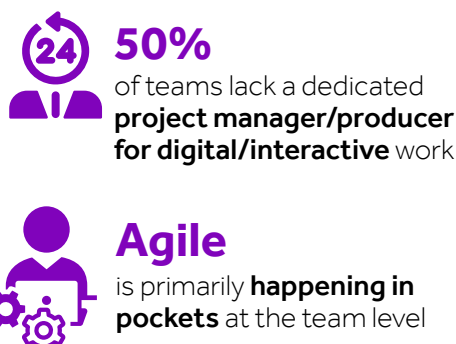 24
50%
of teams lack a dedicated
project manager/producer
for digital/interactive work
Agile
is primarily happening in
pockets at the team level